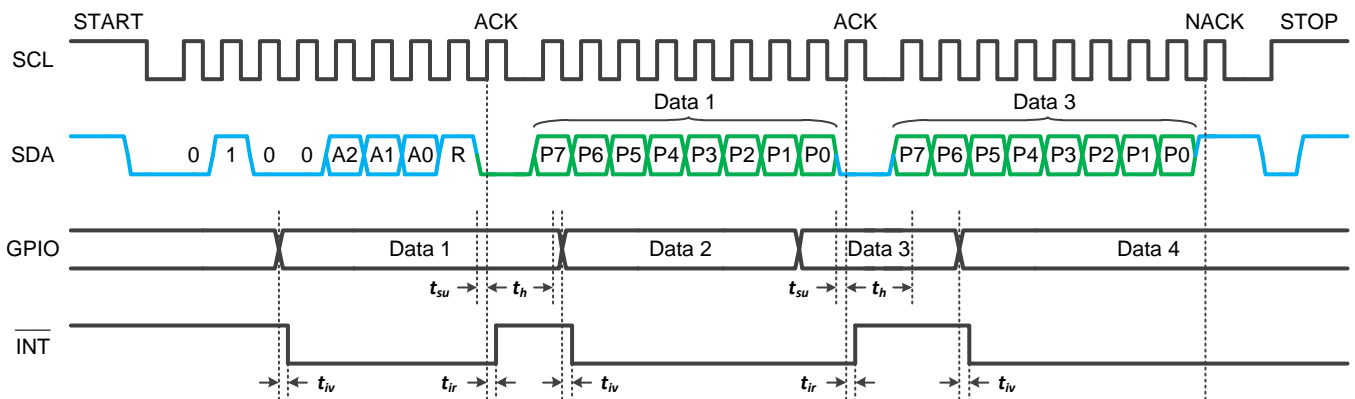 START ACK ACK NACK STOP
SCL
Data 1 Data 3
SDA 0 1 0 0 A2 A1 A0 R P7 P6 P5 P4 P3 P2 P1 P0 P7 P6 P5 P4 P3 P2 P1 P0
GPIO Data 1 Data 2 Data 3 Data 4
tsu th tsu th
INT
tiv tir tiv tir tiv